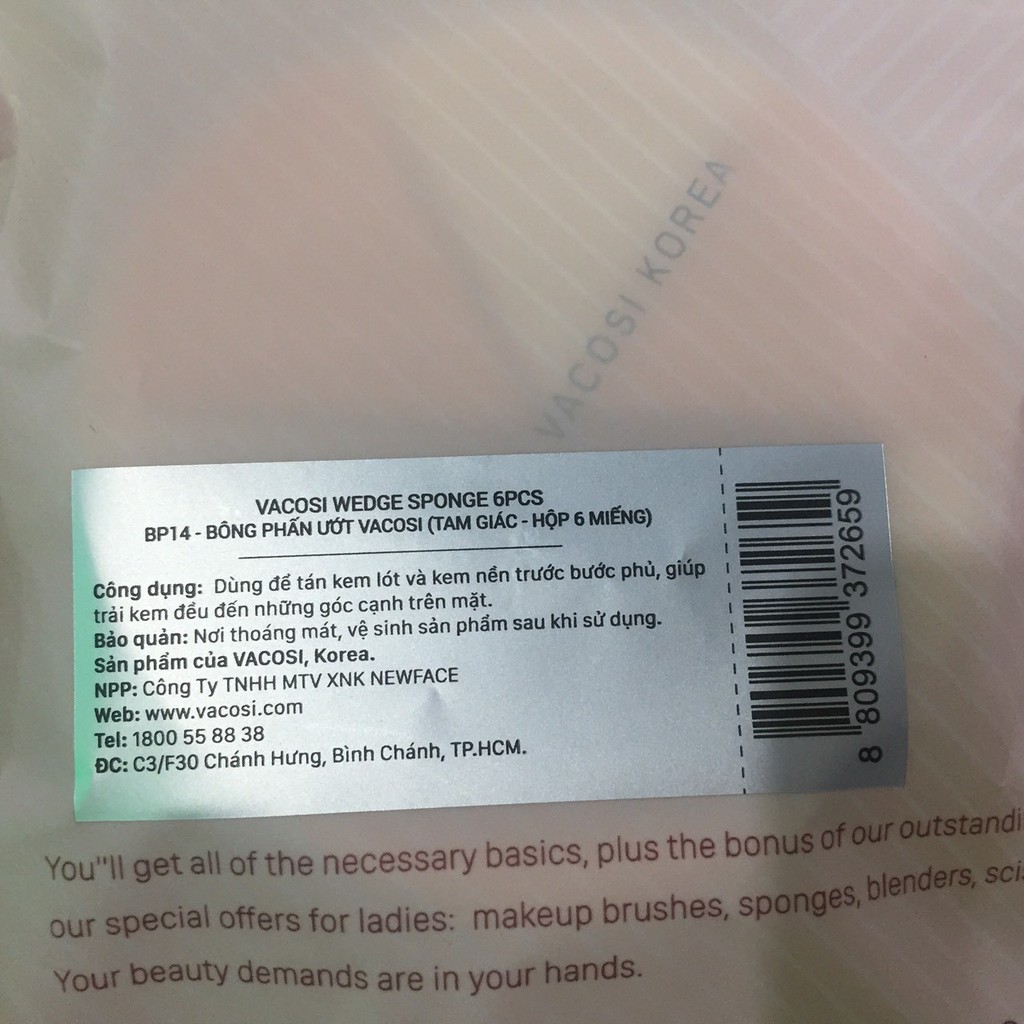 VACOSI KOREA
VACOSI WEDGE SPONGE 6PCS
BP14 - BÔNG PHẤN ƯỚT VACOSI (TAM GIÁC - HỘP 6 MIẾNG)
Công dụng: Dùng để tán kem lót và kem nền trước bước phủ, giúp
trải kem đều đến những góc cạnh trên mặt.
Bảo quản: Nơi thoáng mát, vệ sinh sản phẩm sau khi sử dụng.
Sản phẩm của VACOSI, Korea.
NPP: Công Ty TNHH MTV XNK NEWFACE
Web: www.vacosi.com
Tel: 1800 55 88 38
ĐC: C3/F30 Chánh Hưng, Bình Chánh, TP.HCM.
8 809399 372659
You"ll get all of the necessary basics, plus the bonus of our outstandi
our special offers for ladies: makeup brushes, sponges, blenders, sci
Your beauty demands are in your hands.